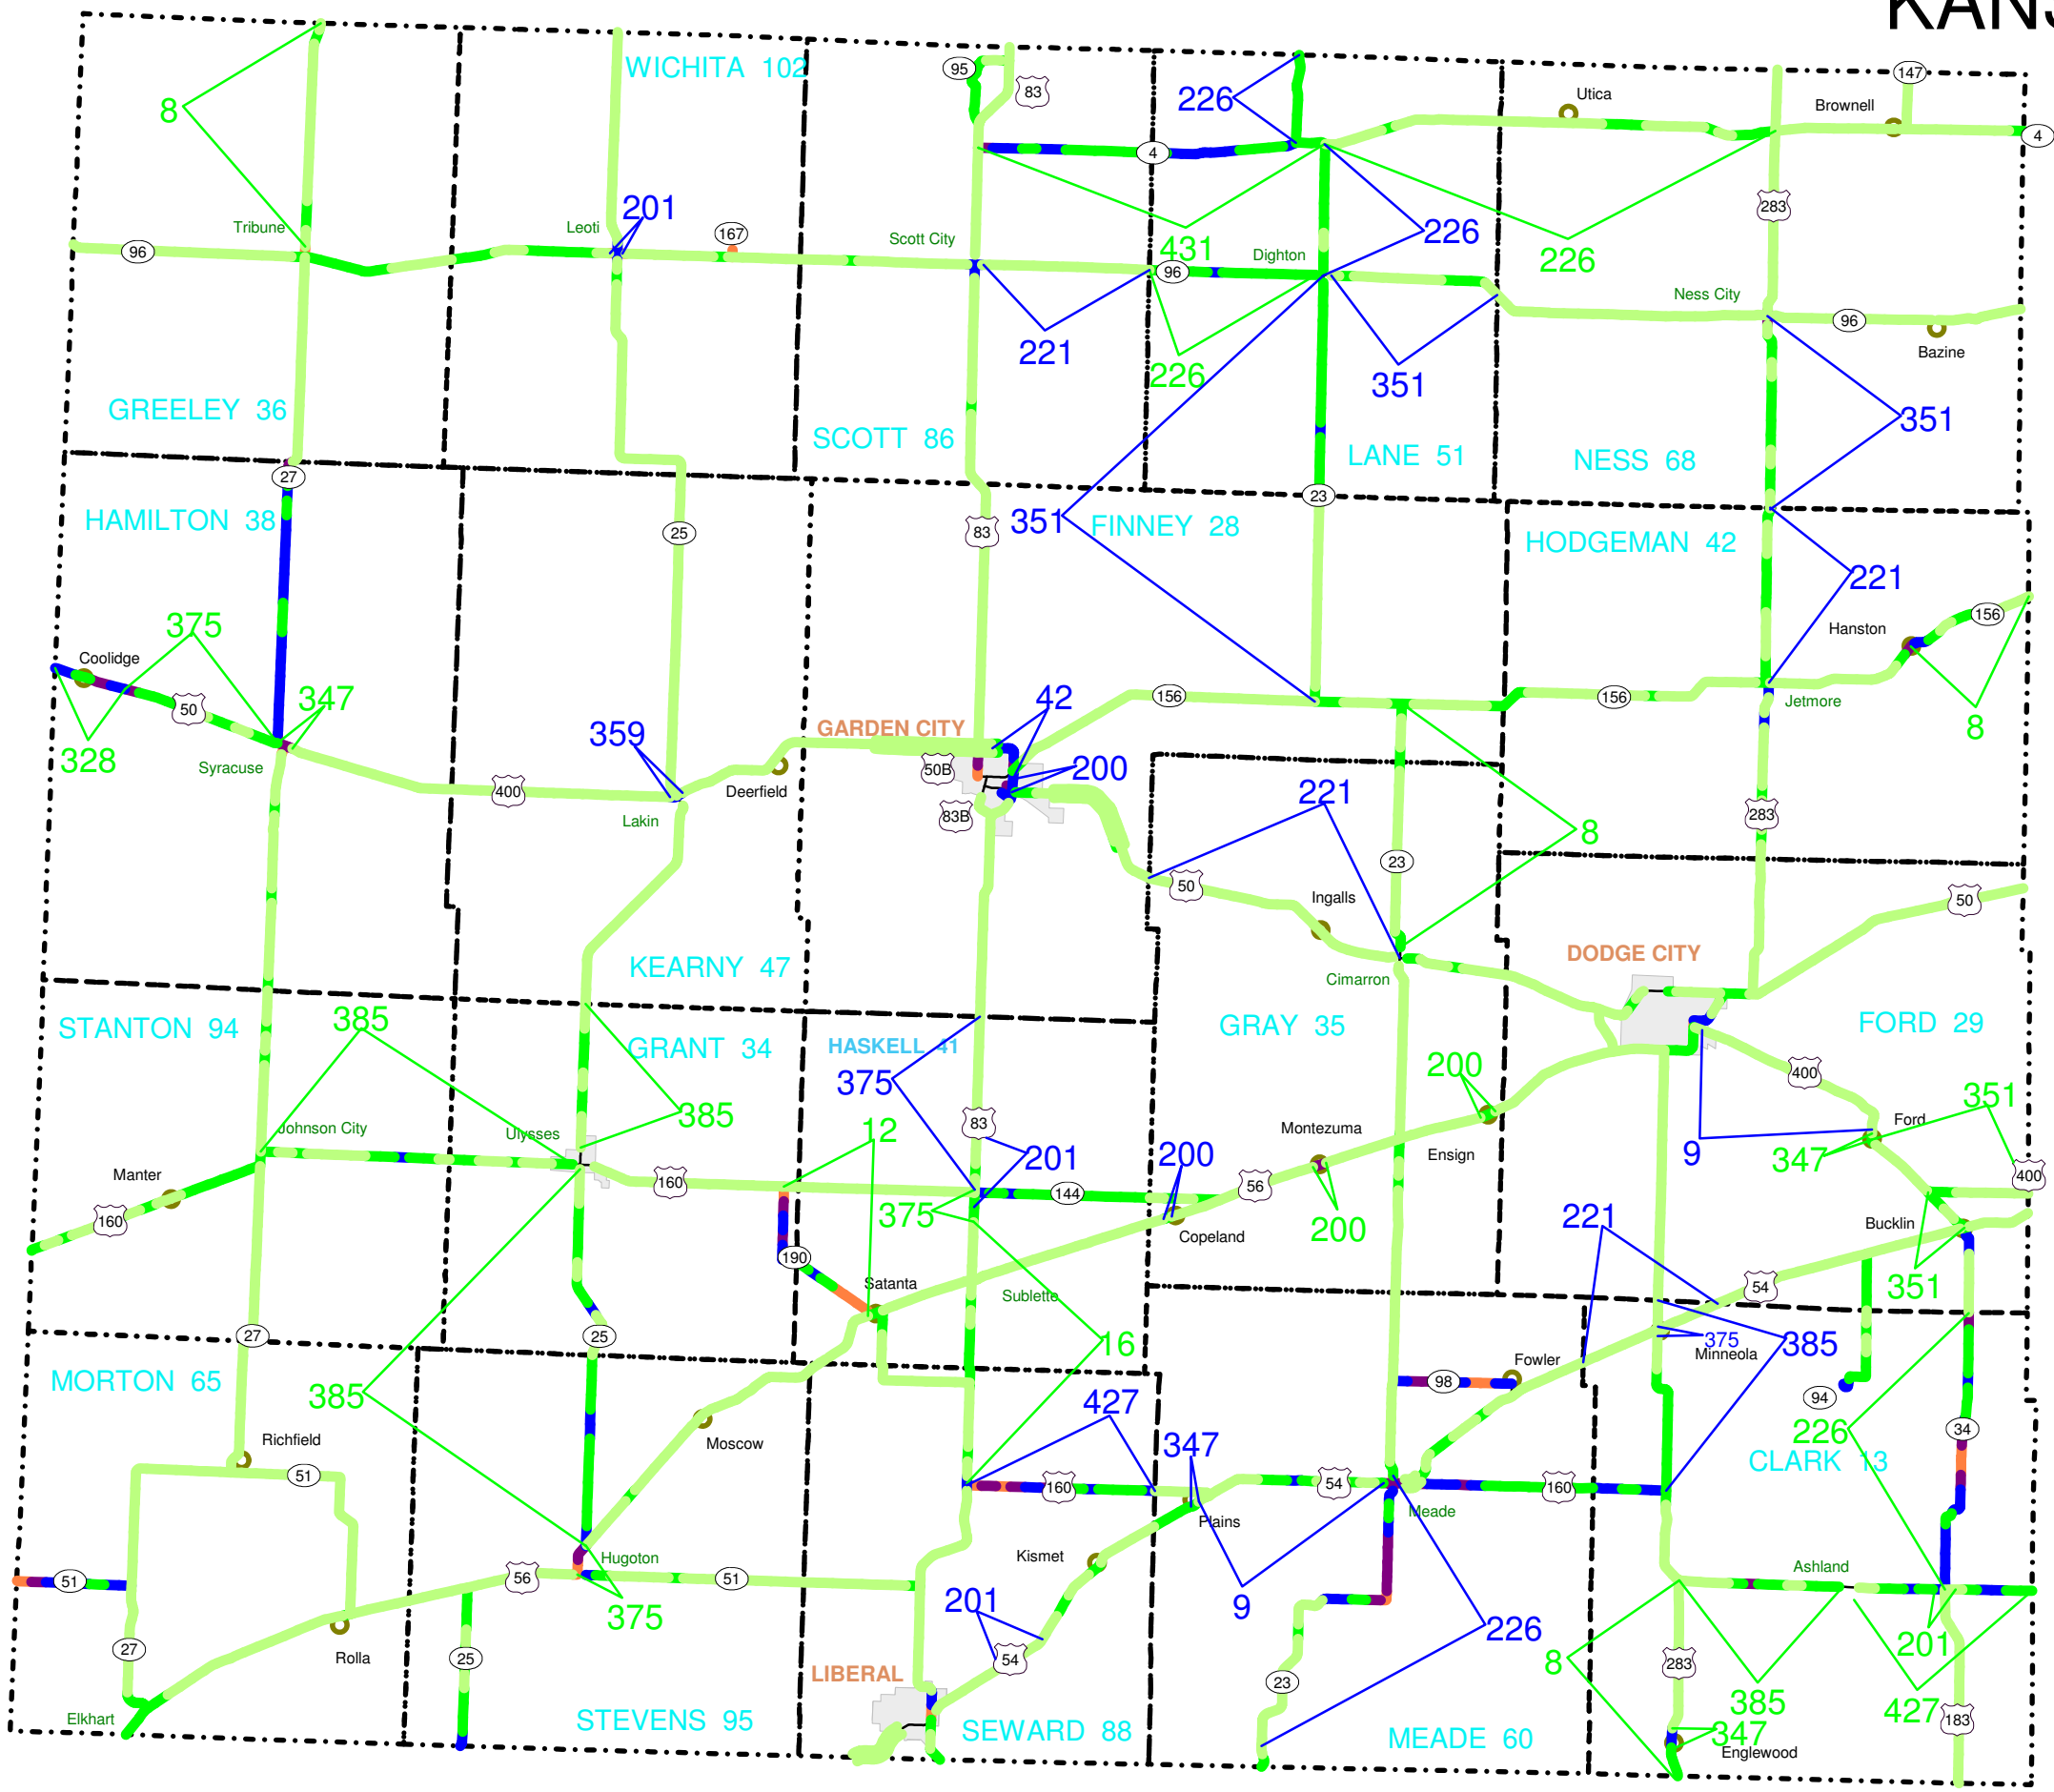 KANS
WICHITA 102
95
83
147
Utica
Brownell
226
8
4
4
201
283
Tribune
Leoti
167
Scott City
226
431
Dighton
226
96
96
Ness City
96
221
226
351
Bazine
GREELEY 36
SCOTT 86
LANE 51
NESS 68
351
27
23
HAMILTON 38
25
83
351
FINNEY 28
HODGEMAN 42
221
375
Hanston
156
Coolidge
347
50
42
156
156
Jetmore
8
328
359
GARDEN CITY
Syracuse
50B
200
400
Deerfield
221
83B
283
Lakin
8
23
50
Ingalls
50
KEARNY 47
DODGE CITY
Cimarron
STANTON 94
385
GRANT 34
HASKELL 41
GRAY 35
FORD 29
375
200
400
351
385
12
83
Johnson City
Ulysses
Montezuma
Ford
201
200
Ensign
9
347
Manter
160
144
56
400
160
375
200
221
Bucklin
Copeland
190
Satanta
Sublette
54
351
27
25
16
375
385
Minneola
MORTON 65
Fowler
385
98
94
427
Richfield
Moscow
226
34
347
CLARK 13
51
160
54
160
Plains
Meade
Kismet
Hugoton
Ashland
51
56
51
201
9
375
226
201
27
Rolla
25
54
8
283
LIBERAL
23
385
427
Elkhart
STEVENS 95
SEWARD 88
MEADE 60
347
183
Englewood